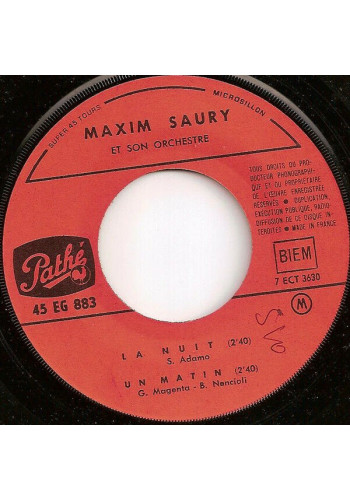 SUPER 45 TOURS
MICROSILLON
MAXIM SAURY
ET SON ORCHESTRE
TOUS DROITS DU PRO-
DUCTEUR PHONOGRAPHI-
QUE ET DU PROPRIÉTAIRE
DE L'ŒUVRE ENREGISTRÉE
RÉSERVÉS • DUPLICATION,
EXÉCUTION PUBLIQUE, RADIO-
DIFFUSION DE CE DISQUE IN-
TERDITES • MADE IN FRANCE
Pathé
45 EG 883
BIEM
7 ECT 3630
M
LA NUIT (2'40)
S. Adamo
UN MATIN (2'40)
G. Magenta - B. Nencioli